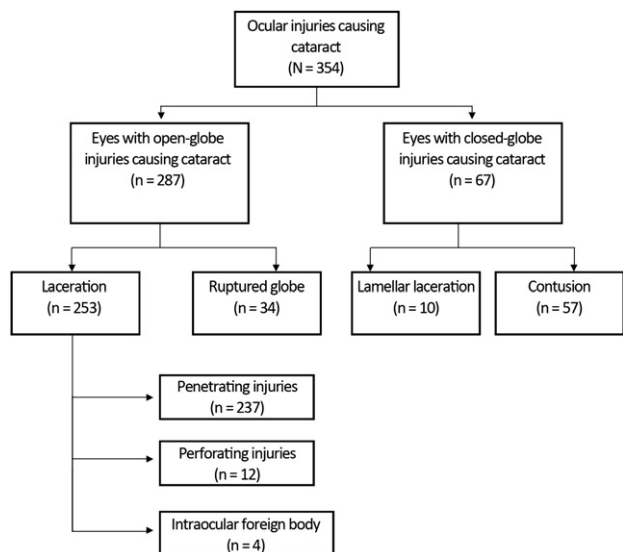 Ocular injuries causing
cataract
(N = 354)
Eyes with open-globe
injuries causing cataract
(n = 287)
Eyes with closed-globe
injuries causing cataract
(n = 67)
Laceration
(n = 253)
Ruptured globe
(n = 34)
Lamellar laceration
(n = 10)
Contusion
(n = 57)
Penetrating injuries
(n = 237)
Perforating injuries
(n = 12)
Intraocular foreign body
(n = 4)